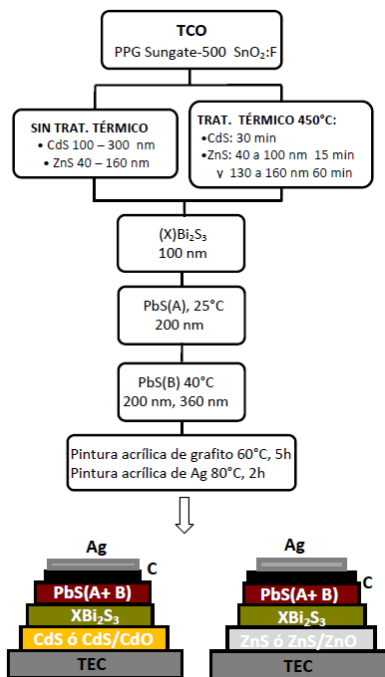 TCO
PPG Sungate-500 SnO₂:F
SIN TRAT. TÉRMICO
• CdS 100 – 300 nm
• ZnS 40 – 160 nm
TRAT. TÉRMICO 450°C:
•CdS: 30 min
•ZnS: 40 a 100 nm 15 min
y 130 a 160 nm 60 min
(X)Bi₂S₃
100 nm
PbS(A), 25°C
200 nm
PbS(B) 40°C
200 nm, 360 nm
Pintura acrílica de grafito 60°C, 5h
Pintura acrílica de Ag 80°C, 2h
Ag
C
PbS(A+ B)
XBi₂S₃
CdS ó CdS/CdO
TEC
Ag
C
PbS(A+ B)
XBi₂S₃
ZnS ó ZnS/ZnO
TEC